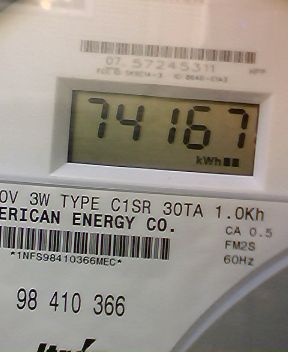 07 57245311
74167
kWh
0V 3W TYPE C1SR 30TA 1.0Kh
ERICAN ENERGY CO.
CA 0.5
*1NFS98410366MEC*
FM2S
60Hz
98 410 366